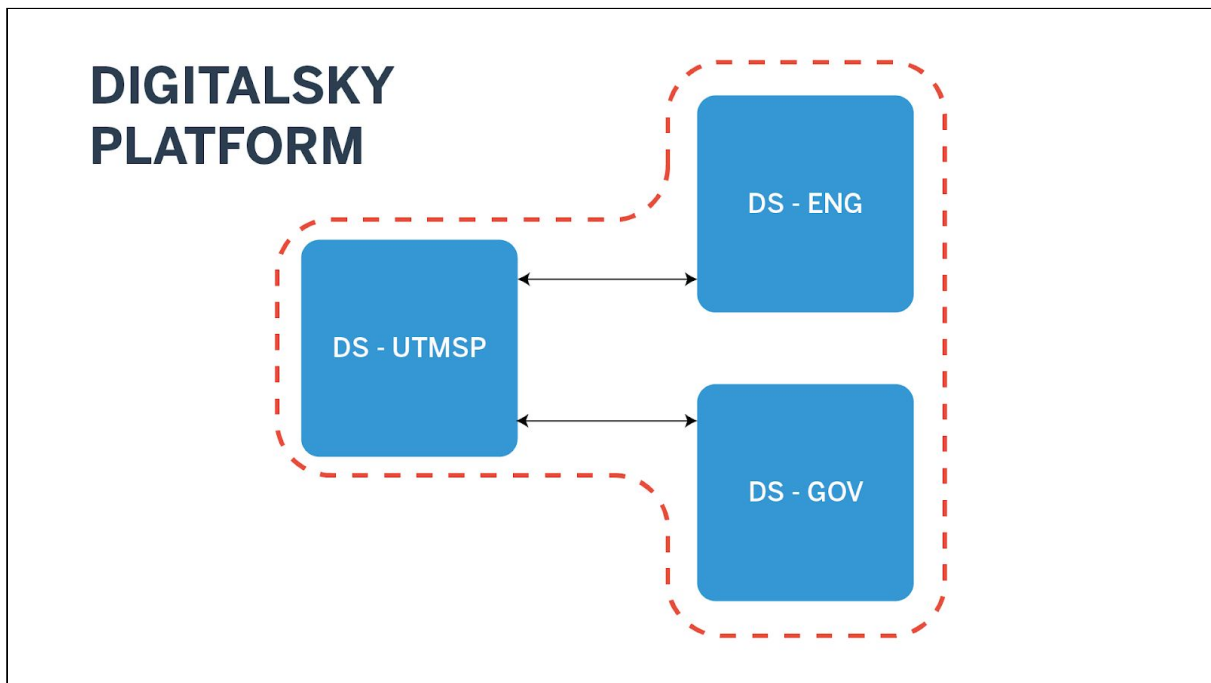 DIGITALSKY
PLATFORM
DS - ENG
DS - UTMSP
DS - GOV